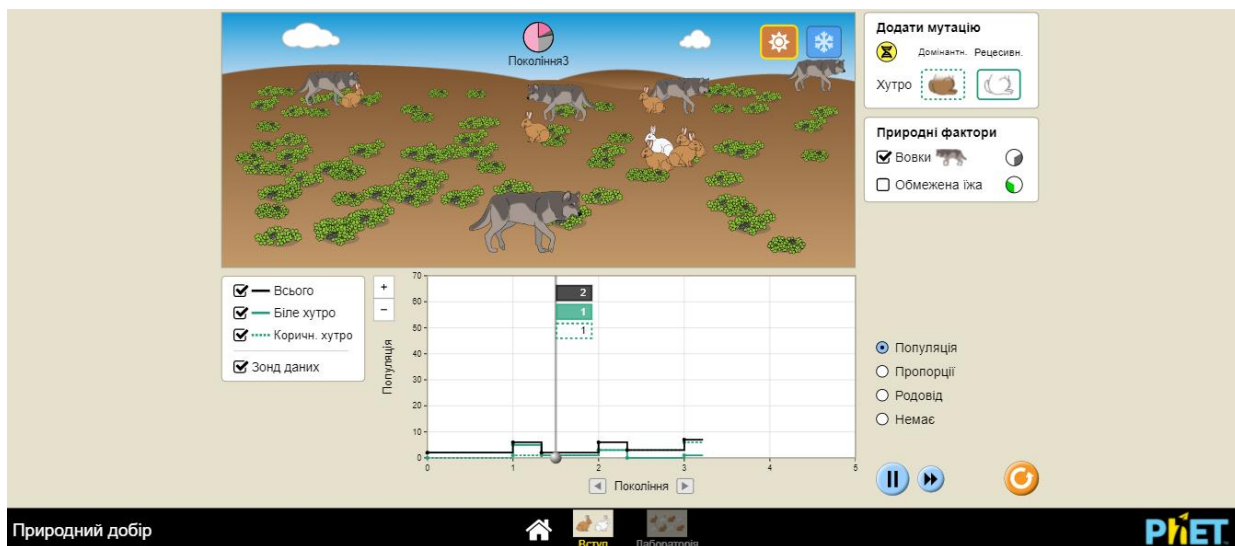 Покоління3
Додати мутацію
Домінантн. Рецесивн.
Хутро
Природні фактори
Вовки
Обмежена їжа
Всього
Біле хутро
Коричн. хутро
Зонд даних
+
−
Популяція
70
60
50
40
30
20
10
0
2
1
1
0 1 2 3 4 5
Покоління
Популяція
Пропорції
Родовід
Немає
Природний добір
Вступ
Лабораторія
PhET